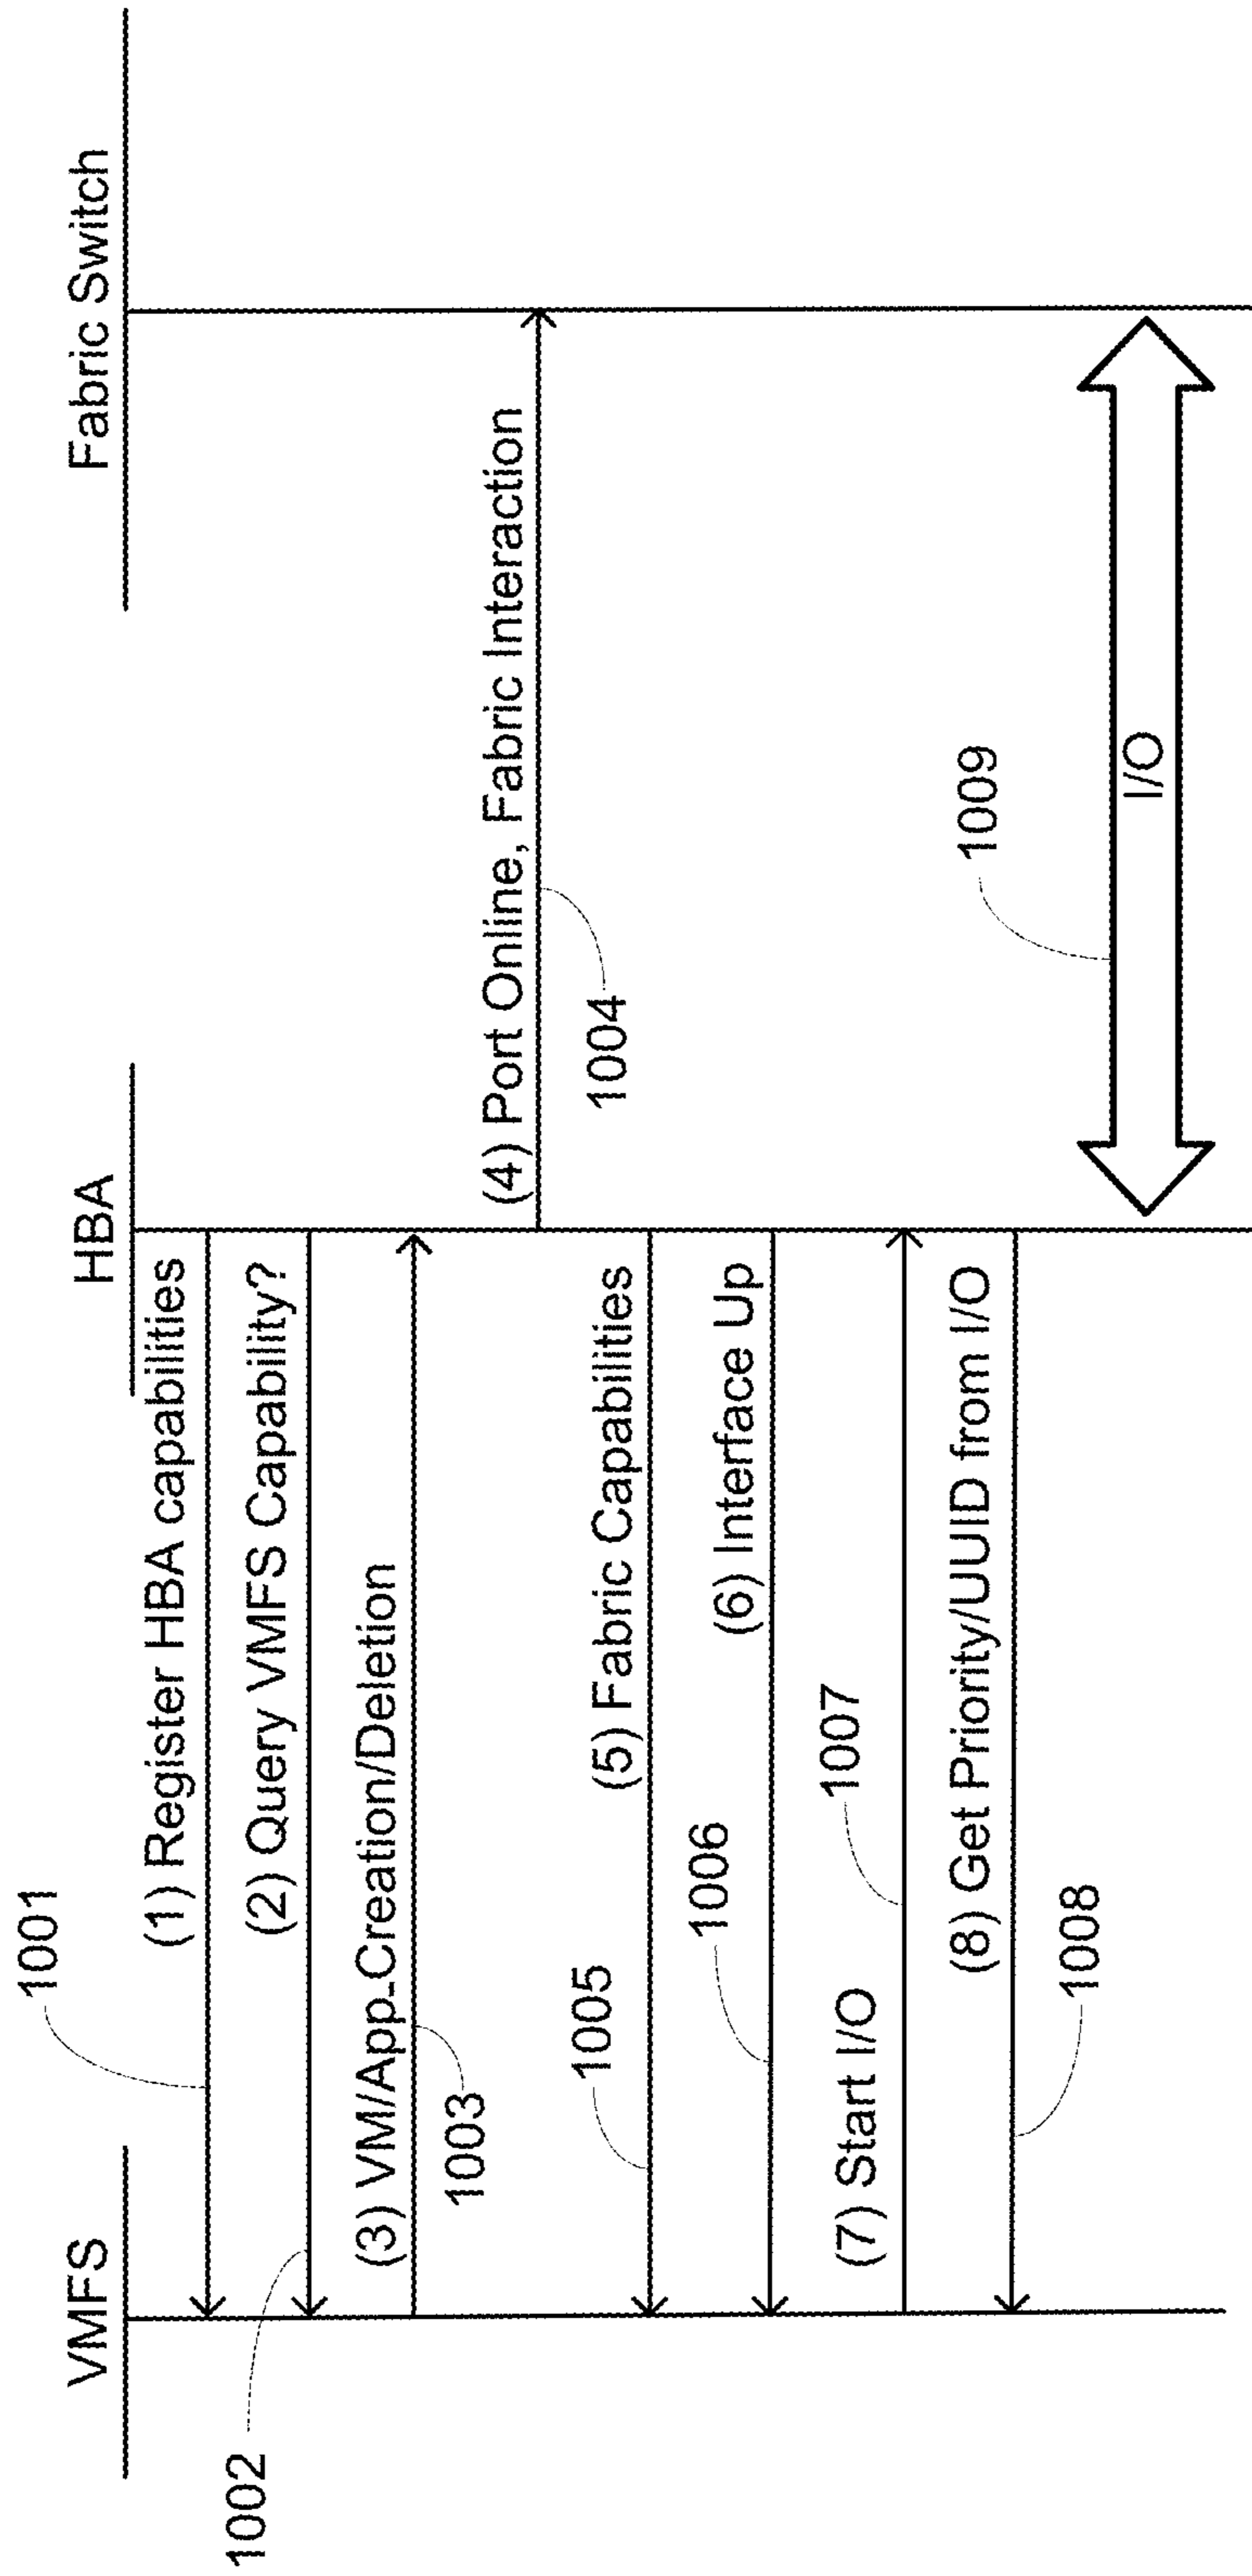 VMFS
HBA
Fabric Switch
1001
(1) Register HBA capabilities
1002
(2) Query VMFS Capability?
(3) VM/App_Creation/Deletion
1003
(4) Port Online, Fabric Interaction
1004
1005
(5) Fabric Capabilities
1006
(6) Interface Up
(7) Start I/O
1007
(8) Get Priority/UUID from I/O
1008
1009
I/O